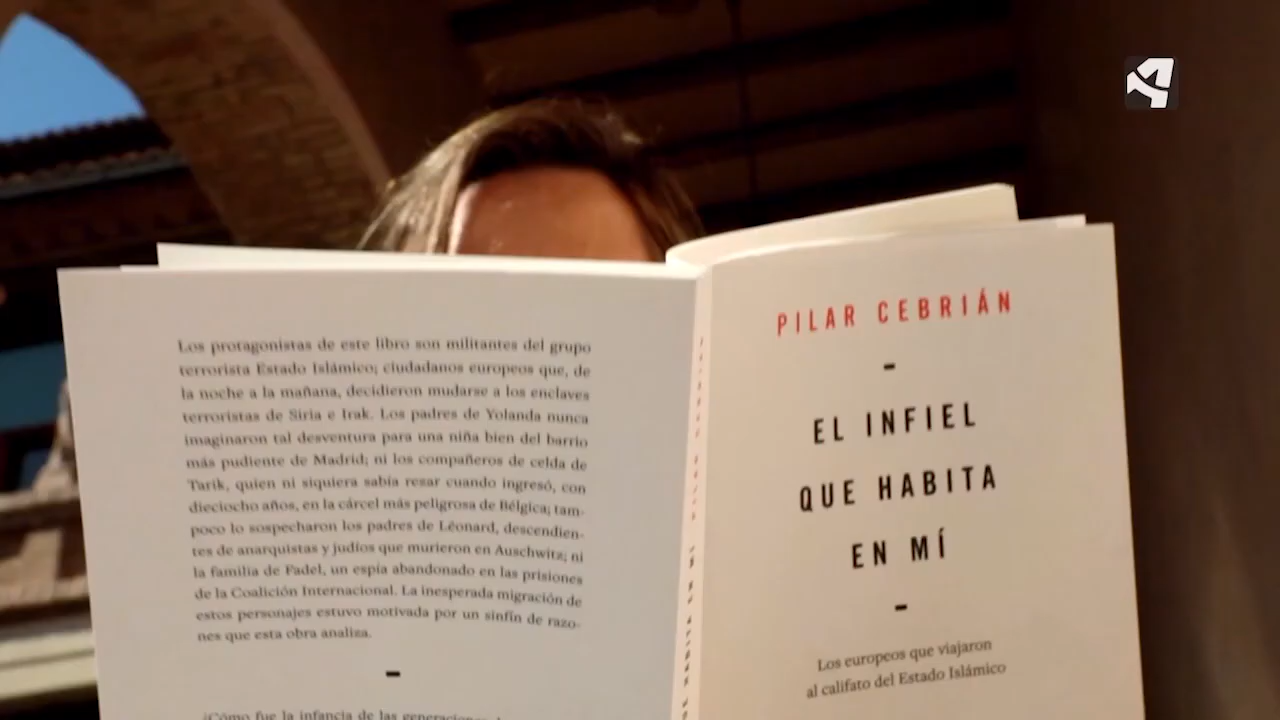 Los protagonistas de este libro son militantes del grupo
terrorista Estado Islámico; ciudadanos europeos que, de
la noche a la mañana, decidieron mudarse a los enclaves
terroristas de Siria e Irak. Los padres de Yolanda nunca
imaginaron tal desventura para una niña bien del barrio
más pudiente de Madrid; ni los compañeros de celda de
Tarik, quien ni siquiera sabía rezar cuando ingresó, con
dieciocho años, en la cárcel más peligrosa de Bélgica; tam-
poco lo sospecharon los padres de Léonard, descendien-
tes de anarquistas y judíos que murieron en Auschwitz; ni
la familia de Fadel, un espía abandonado en las prisiones
de la Coalición Internacional. La inesperada migración de
estos personajes estuvo motivada por un sinfín de razo-
nes que esta obra analiza.
¿Cómo fue la infancia de las generaciones
PILAR CEBRIÁN
EL INFIEL
QUE HABITA
EN MÍ
Los europeos que viajaron
al califato del Estado Islámico